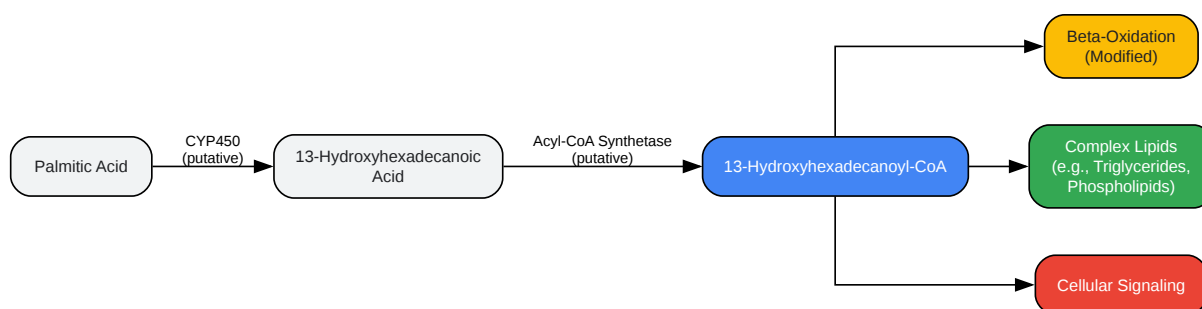 Palmitic Acid
CYP450
(putative)
13-Hydroxyhexadecanoic
Acid
Acyl-CoA Synthetase
(putative)
13-Hydroxyhexadecanoyl-CoA
Beta-Oxidation
(Modified)
Complex Lipids
(e.g., Triglycerides,
Phospholipids)
Cellular Signaling